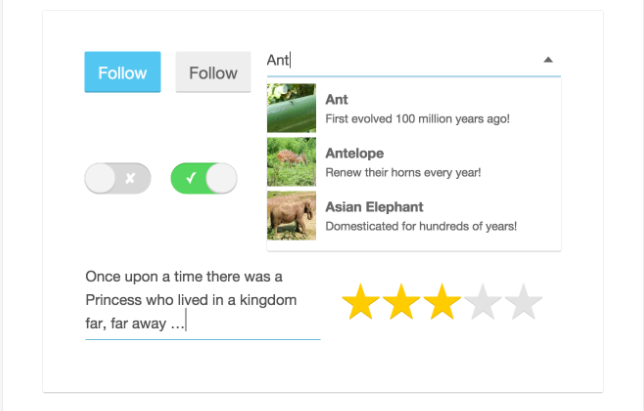 Follow
Follow
Ant
Ant
First evolved 100 million years ago!
Antelope
Renew their horns every year!
Asian Elephant
Domesticated for hundreds of years!
Once upon a time there was a
Princess who lived in a kingdom
far, far away ...